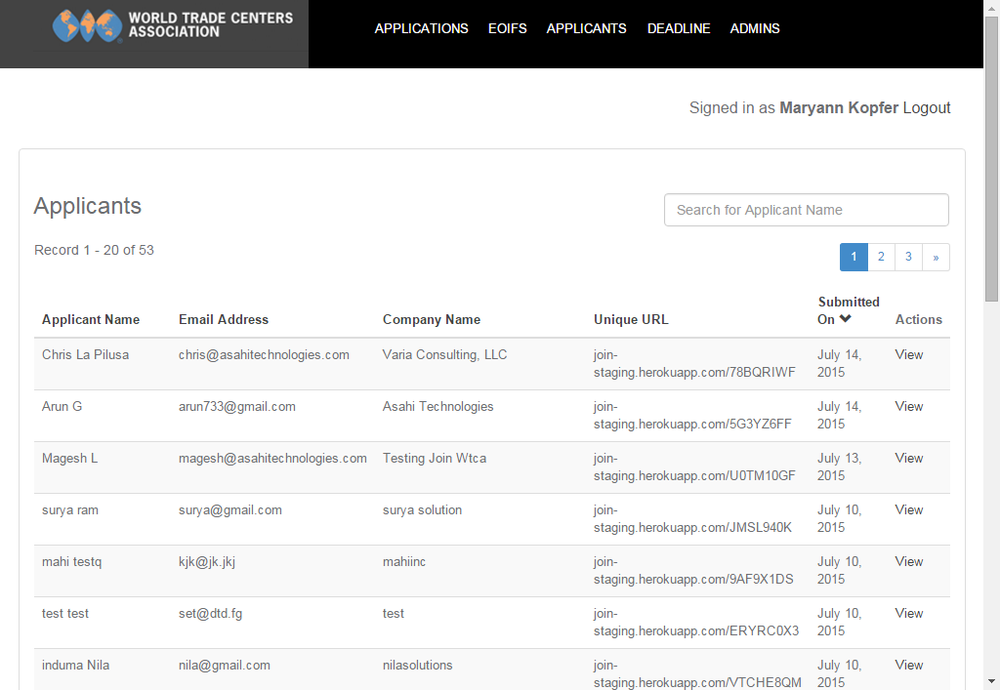 WORLD TRADE CENTERS
ASSOCIATION
APPLICATIONS EOIFS APPLICANTS DEADLINE ADMINS
Signed in as Maryann Kopfer Logout
Applicants
Search for Applicant Name
Record 1 - 20 of 53
1 2 3 »
Applicant Name Email Address Company Name Unique URL Submitted On Actions
Chris La Pilusa chris@asahitechnologies.com Varia Consulting, LLC join- July 14, View
staging.herokuapp.com/78BQRIWF 2015
Arun G arun733@gmail.com Asahi Technologies join- July 14, View
staging.herokuapp.com/5G3YZ6FF 2015
Magesh L magesh@asahitechnologies.com Testing Join Wtca join- July 13, View
staging.herokuapp.com/U0TM10GF 2015
surya ram surya@gmail.com surya solution join- July 10, View
staging.herokuapp.com/JMSL940K 2015
mahi testq kjk@jk.jkj mahiinc join- July 10, View
staging.herokuapp.com/9AF9X1DS 2015
test test set@dtd.fg test join- July 10, View
staging.herokuapp.com/ERYRC0X3 2015
induma Nila nila@gmail.com nilasolutions join- July 10, View
staging.herokuapp.com/VTCHE8QM 2015